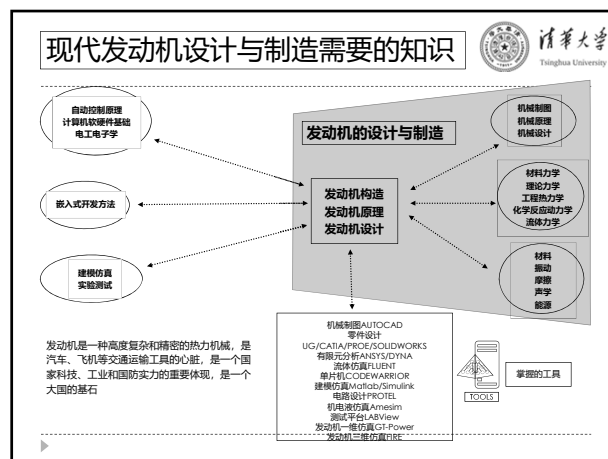 现代发动机设计与制造需要的知识
清华大学
Tsinghua University
自动控制原理
计算机软硬件基础
电工电子学
嵌入式开发方法
建模仿真
实验测试
发动机的设计与制造
发动机构造
发动机原理
发动机设计
机械制图
机械原理
机械设计
材料力学
理论力学
工程热力学
化学反应动力学
流体力学
材料
振动
摩擦
声学
能源
发动机是一种高度复杂和精密的热力机械，是
汽车、飞机等交通运输工具的心脏，是一个国
家科技、工业和国防实力的重要体现，是一个
大国的基石
机械制图AUTOCAD
零件设计
UG/CATIA/PROE/SOLIDWORKS
有限元分析ANSYS/DYNA
流体仿真FLUENT
单片机CODEWARRIOR
建模仿真Matlab/Simulink
电路设计PROTEL
机电液仿真Amesim
测试平台LABView
发动机一维仿真GT-Power
发动机三维仿真FIRE
TOOLS
掌握的工具